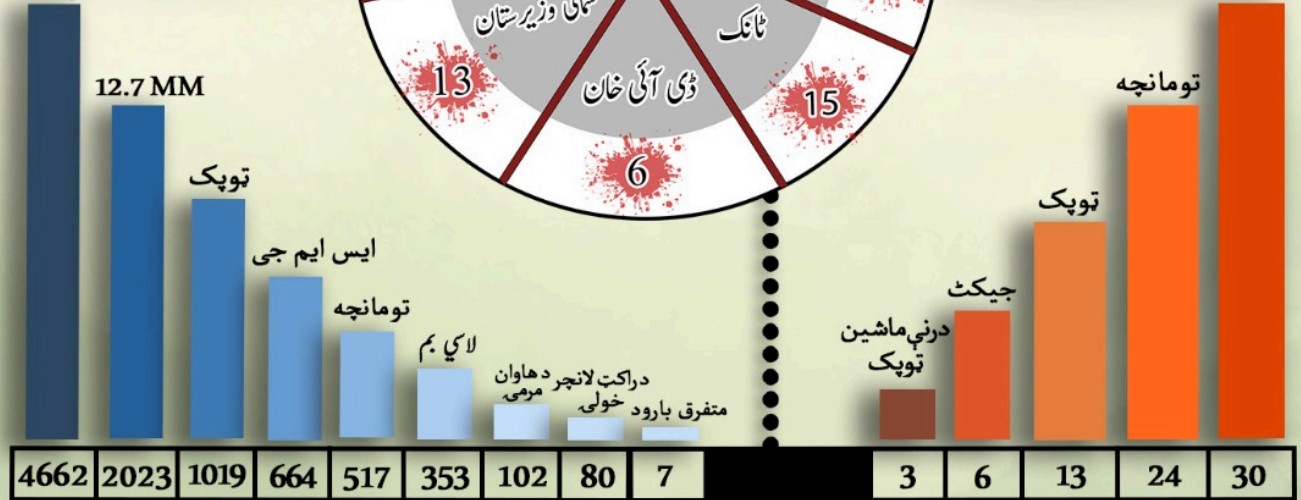 شمالی وزیرستان
13
ڈی آئی خان
6
ٹانک
15
12.7 MM
ټوپک
ایس ایم جی
تومانچه
لاسي بم
د هاوان
مرمۍ
د راکټ لانچر
خولۍ
متفرق بارود
4662 2023 1019 664 517 353 102 80 7
درنې ماشین
ټوپک
جیکٹ
ټوپک
تومانچه
3 6 13 24 30